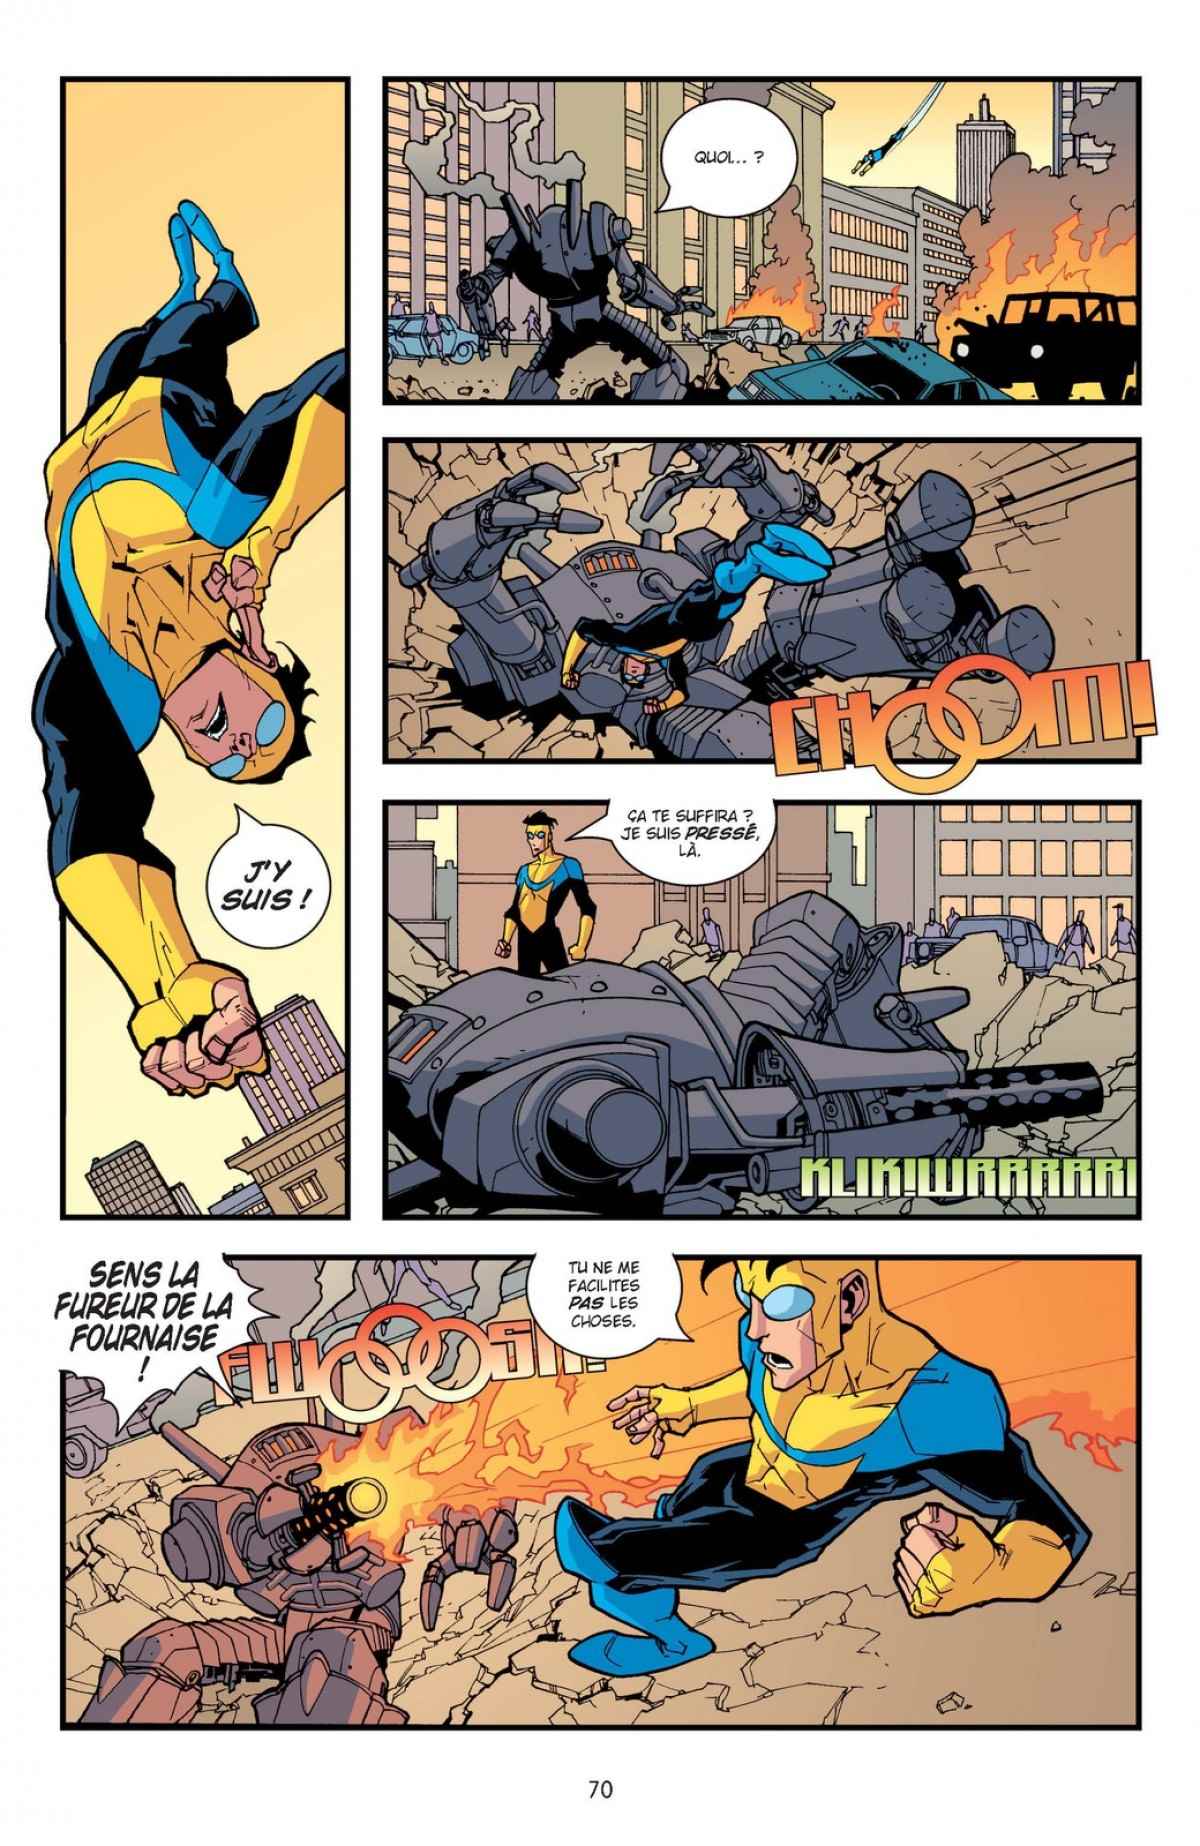 J'Y
SUIS !
QUOI... ?
CHOOM!
ÇA TE SUFFIRA ?
JE SUIS PRESSÉ,
LÀ.
KLIK!WRRRRRR!
SENS LA
FUREUR DE LA
FOURNAISE
!
FWOOOSH!
TU NE ME
FACILITES
PAS LES
CHOSES.
70